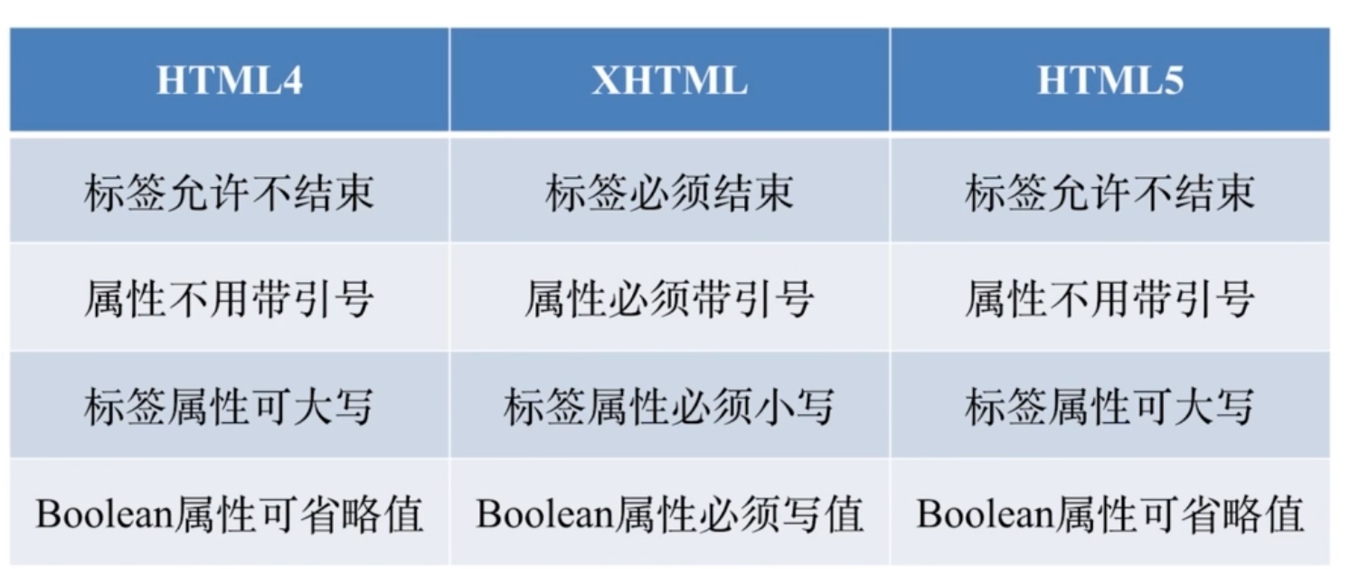 HTML4 XHTML HTML5
标签允许不结束 标签必须结束 标签允许不结束
属性不用带引号 属性必须带引号 属性不用带引号
标签属性可大写 标签属性必须小写 标签属性可大写
Boolean属性可省略值 Boolean属性必须写值 Boolean属性可省略值